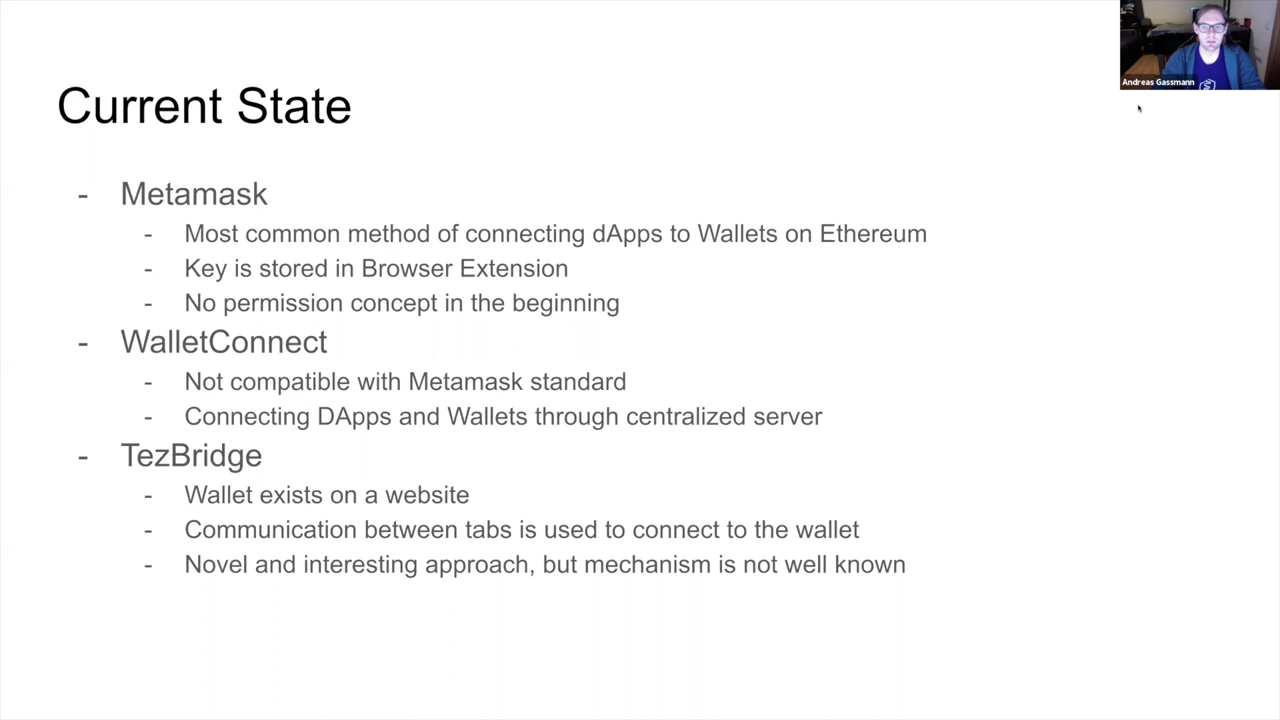 Andreas Gassmann
Current State
- Metamask
- Most common method of connecting dApps to Wallets on Ethereum
- Key is stored in Browser Extension
- No permission concept in the beginning
- WalletConnect
- Not compatible with Metamask standard
- Connecting DApps and Wallets through centralized server
- TezBridge
- Wallet exists on a website
- Communication between tabs is used to connect to the wallet
- Novel and interesting approach, but mechanism is not well known